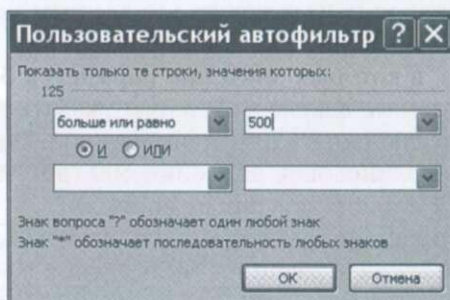 Пользовательский автофильтр ? X
Показать только те строки, значения которых:
125
больше или равно 500
И ИЛИ
Знак вопроса "?" обозначает один любой знак
Знак "*" обозначает последовательность любых знаков
ОК Отмена